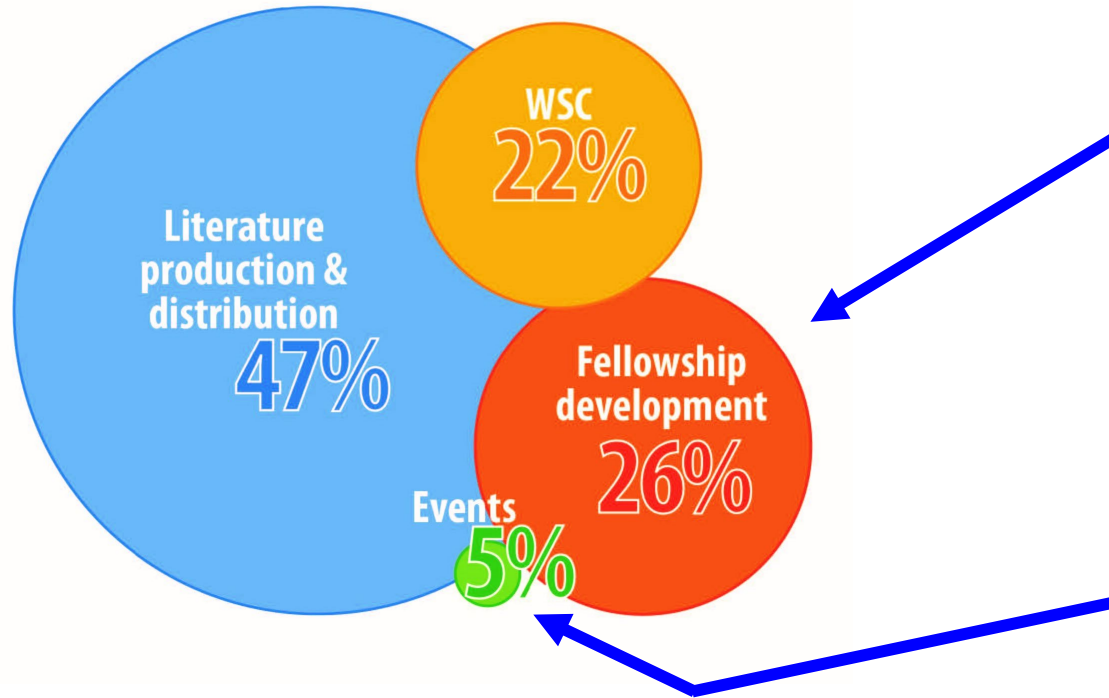 WSC
22%
Literature
production &
distribution
47%
Fellowship
development
26%
Events
5%